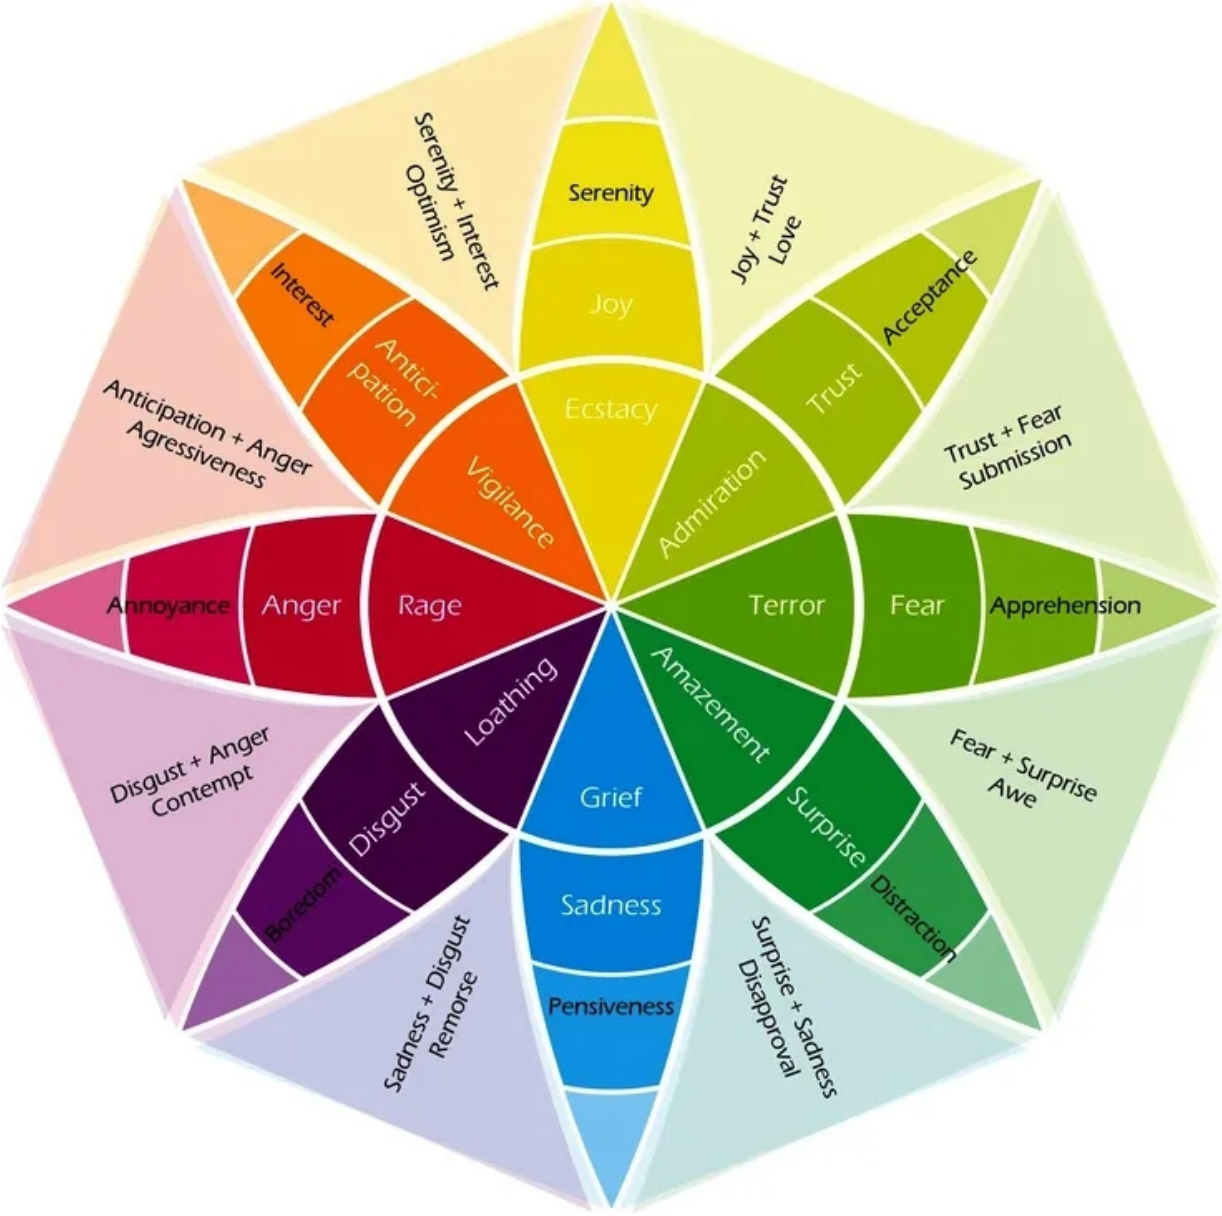 Serenity
Joy
Ecstacy
Joy + Trust
Love
Acceptance
Trust
Admiration
Trust + Fear
Submission
Terror
Fear
Apprehension
Fear + Surprise
Awe
Amazement
Surprise
Distraction
Surprise + Sadness
Disapproval
Grief
Sadness
Pensiveness
Sadness + Disgust
Remorse
Loathing
Disgust
Boredom
Disgust + Anger
Contempt
Annoyance
Anger
Rage
Anticipation + Anger
Agressiveness
Interest
Antici-
pation
Vigilance
Serenity + Interest
Optimism